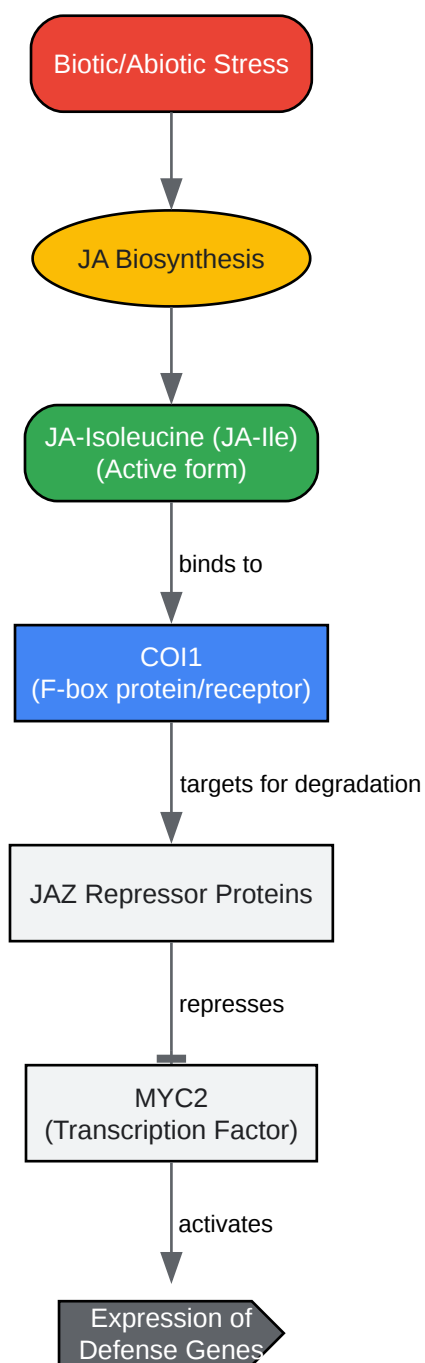 Biotic/Abiotic Stress
JA Biosynthesis
JA-Isoleucine (JA-Ile)
(Active form)
binds to
COI1
(F-box protein/receptor)
targets for degradation
JAZ Repressor Proteins
represses
MYC2
(Transcription Factor)
activates
Expression of
Defense Genes